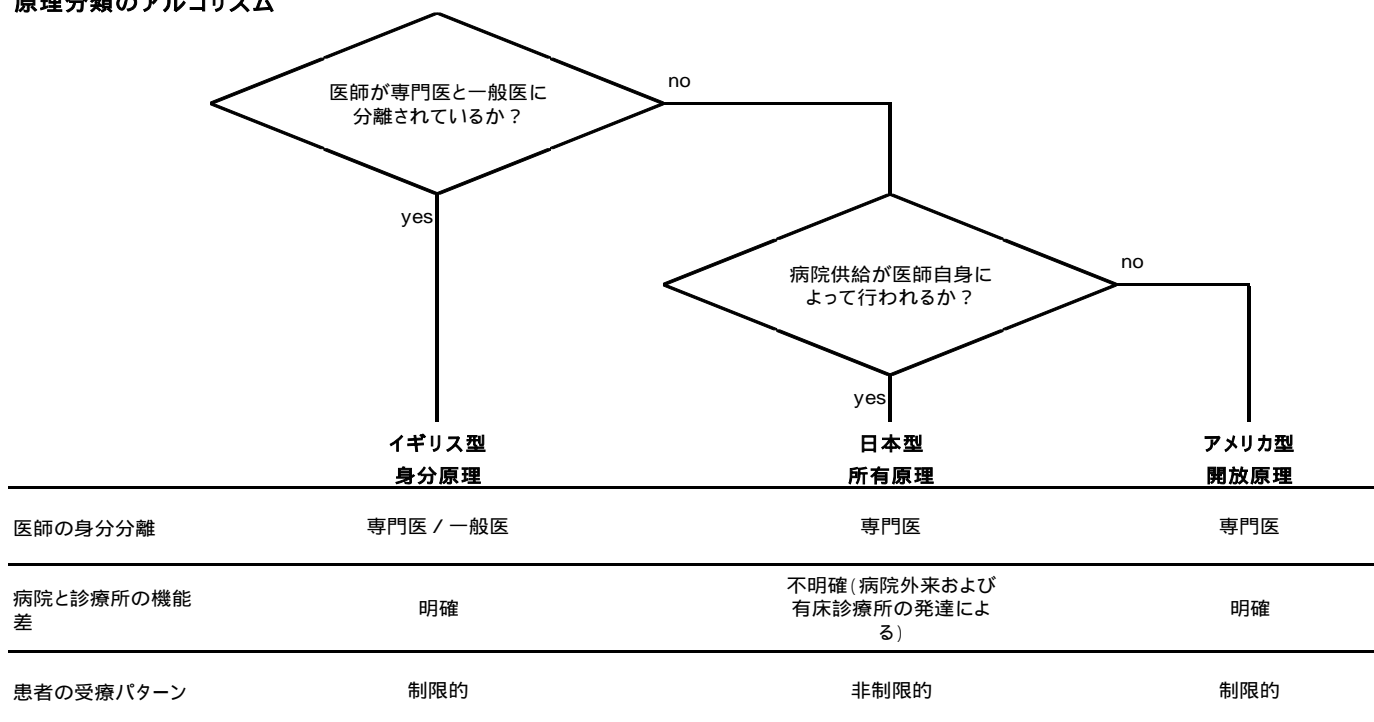 原理分類のアルゴリズム
医師が専門医と一般医に
分離されているか？
no
yes
病院供給が医師自身に
よって行われるか？
no
yes
イギリス型
身分原理
日本型
所有原理
アメリカ型
開放原理
医師の身分分離
専門医 / 一般医
専門医
専門医
病院と診療所の機能
差
明確
不明確(病院外来および
有床診療所の発達によ
る)
明確
患者の受療パターン
制限的
非制限的
制限的